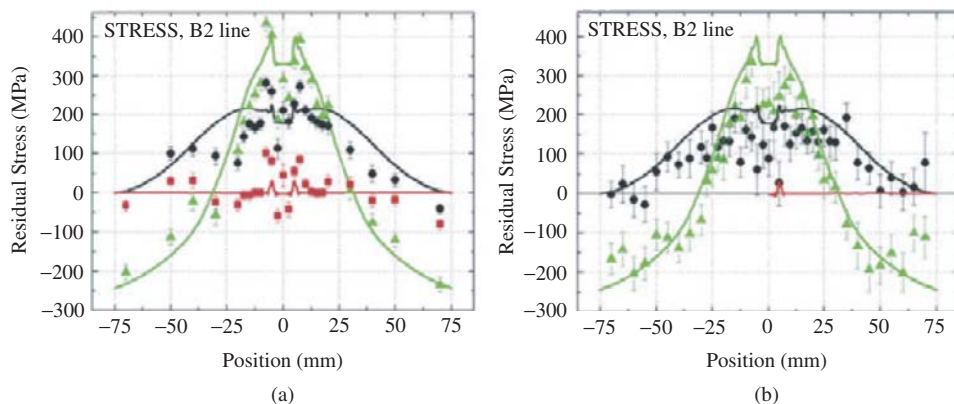 STRESS, B2 line
400
300
200
100
0
−100
−200
−300
Residual Stress (MPa)
−75 −50 −25 0 25 50 75
Position (mm)
(a)
STRESS, B2 line
400
300
200
100
0
−100
−200
−300
Residual Stress (MPa)
−75 −50 −25 0 25 50 75
Position (mm)
(b)